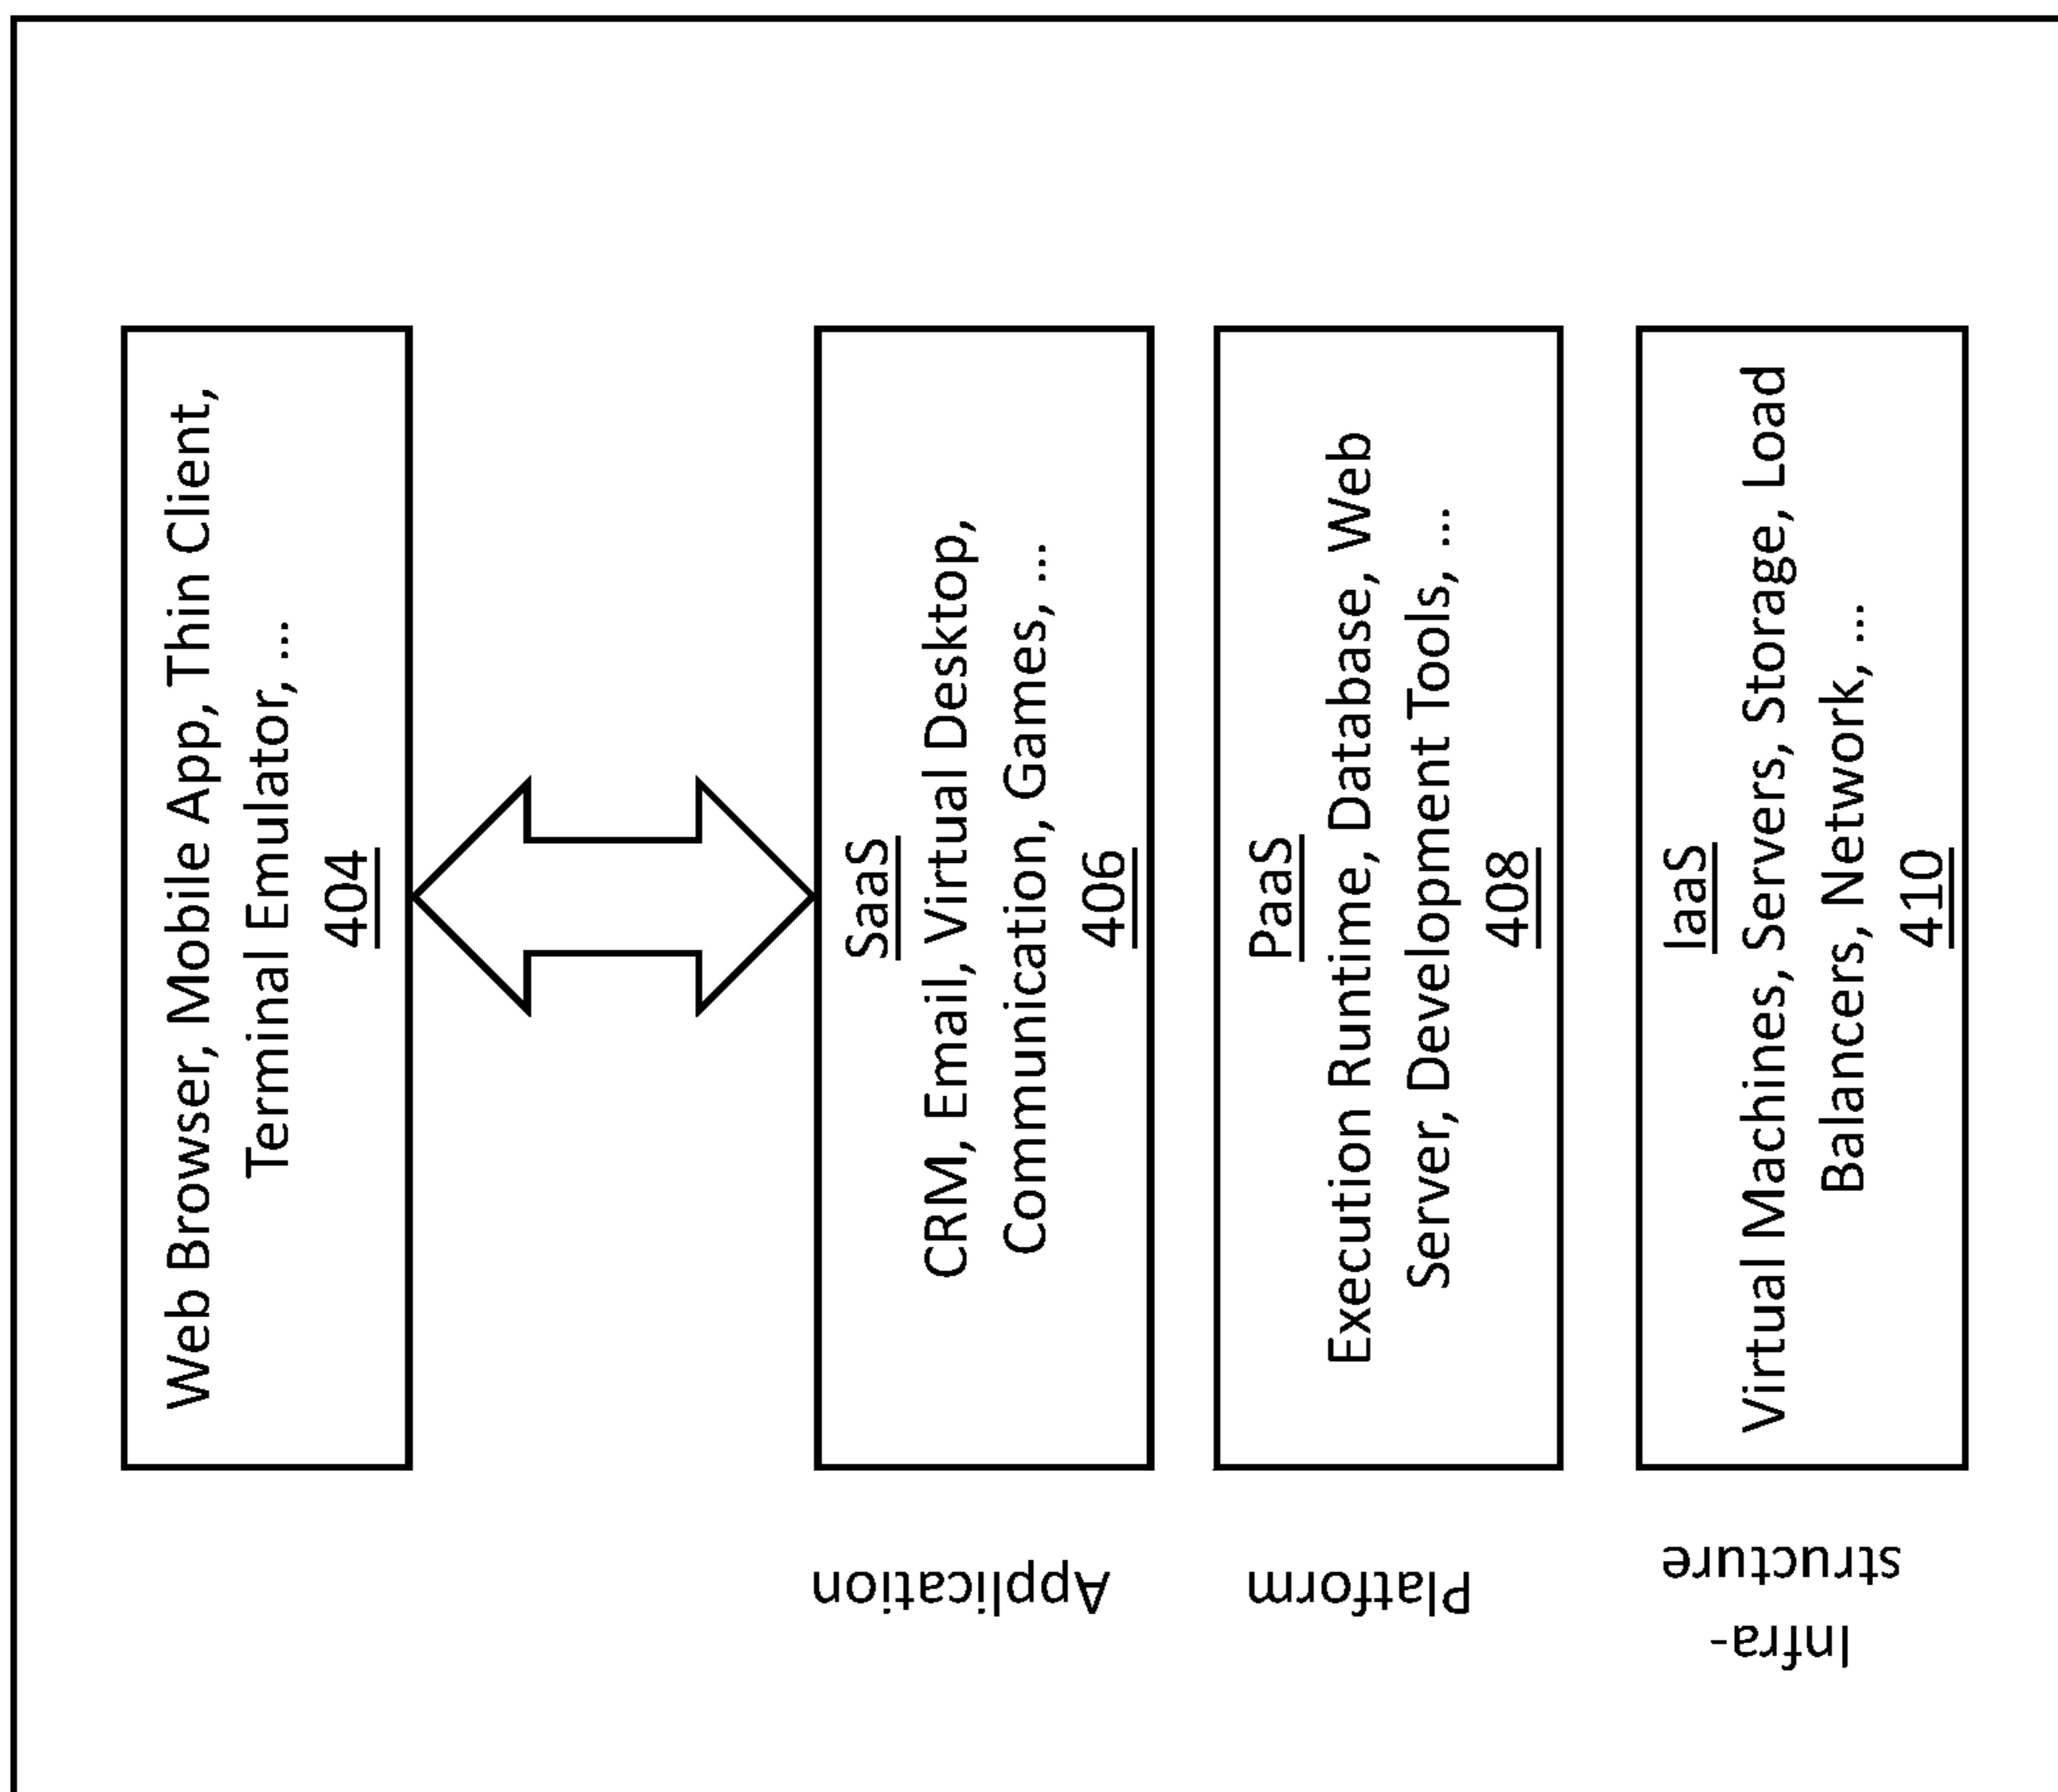 Web Browser, Mobile App, Thin Client,
Terminal Emulator, ...
404
Application
SaaS
CRM, Email, Virtual Desktop,
Communication, Games, ...
406
Platform
PaaS
Execution Runtime, Database, Web
Server, Development Tools, ...
408
Infra-
structure
IaaS
Virtual Machines, Servers, Storage, Load
Balancers, Network, ...
410